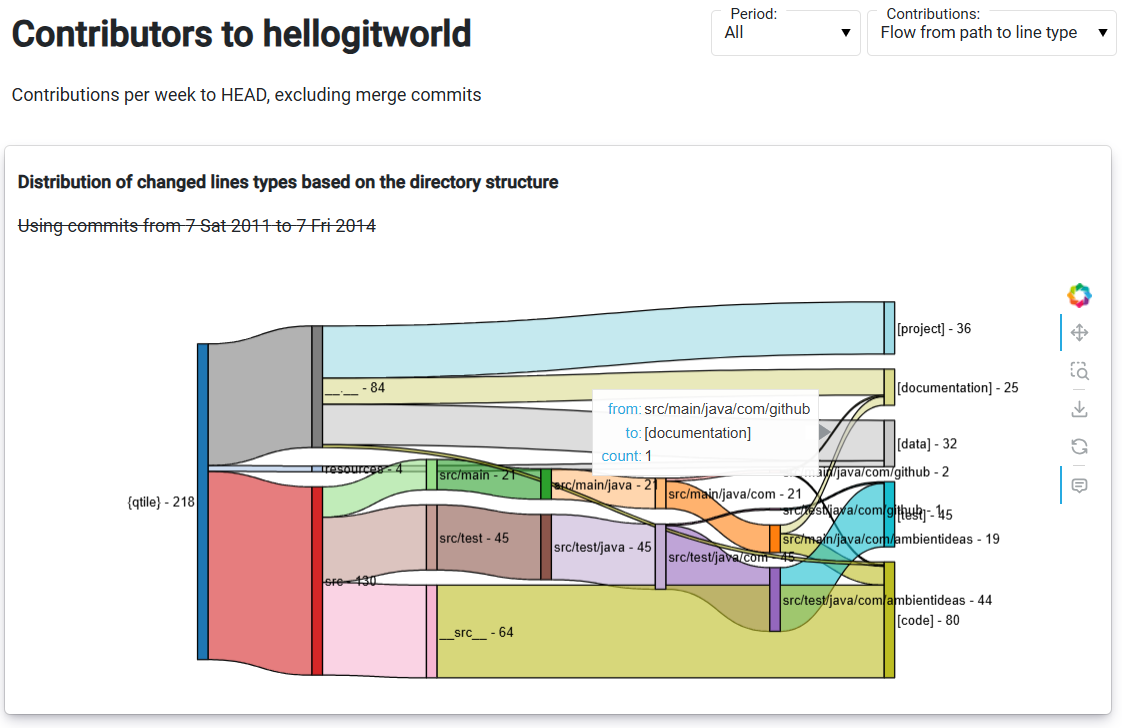 Contributors to hellogitworld
Period:
All
Contributions:
Flow from path to line type
Contributions per week to HEAD, excluding merge commits
Distribution of changed lines types based on the directory structure
Using commits from 7 Sat 2011 to 7 Fri 2014
[project] - 36
__.__ - 84
[documentation] - 25
from: src/main/java/com/github
to: [documentation]
count: 1
[data] - 32
resources - 4
src/main - 21
src/main/java - 21
src/main/java/com - 21
src/main/java/com/github - 2
{qtile} - 218
src/test/java/com/github - 1
[test] - 45
src/test - 45
src/test/java - 45
src/test/java/com - 45
src/main/java/com/ambientideas - 19
src - 130
src/test/java/com/ambientideas - 44
__src__ - 64
[code] - 80